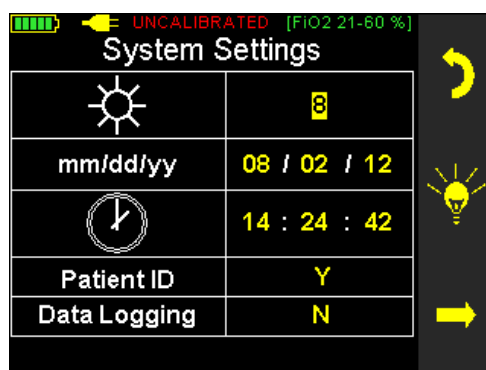 UNCALIBRATED [FiO2 21-60 %]
System Settings
8
mm/dd/yy 08 / 02 / 12
14 : 24 : 42
Patient ID Y
Data Logging N